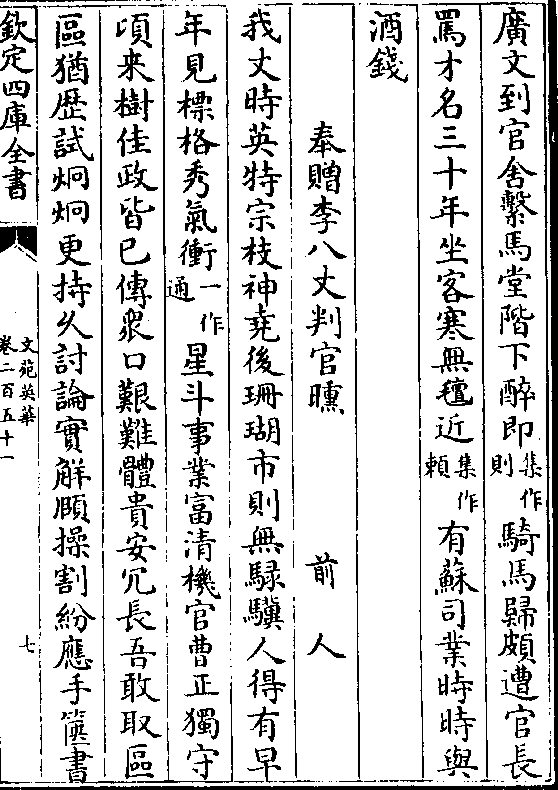 廣文到官舍繫馬堂階下醉即集作則騎馬歸頗遭官長
罵才名三十年坐客寒無氊近集作頼有蘇司業時時與
酒錢
奉贈李八丈判官曛 前人
我丈時英特宗枝神堯後珊瑚市則無騄驥人得有早
年見標格秀氣衝一作通星斗事業富清機官曹正獨守
頃来樹佳政皆已傳衆口艱難體貴安冗長吾敢取區
區猶歴試炯炯更持久討論實觧頤操割紛應手篋書
欽定四庫全書
文苑英華
卷二百五十一
七